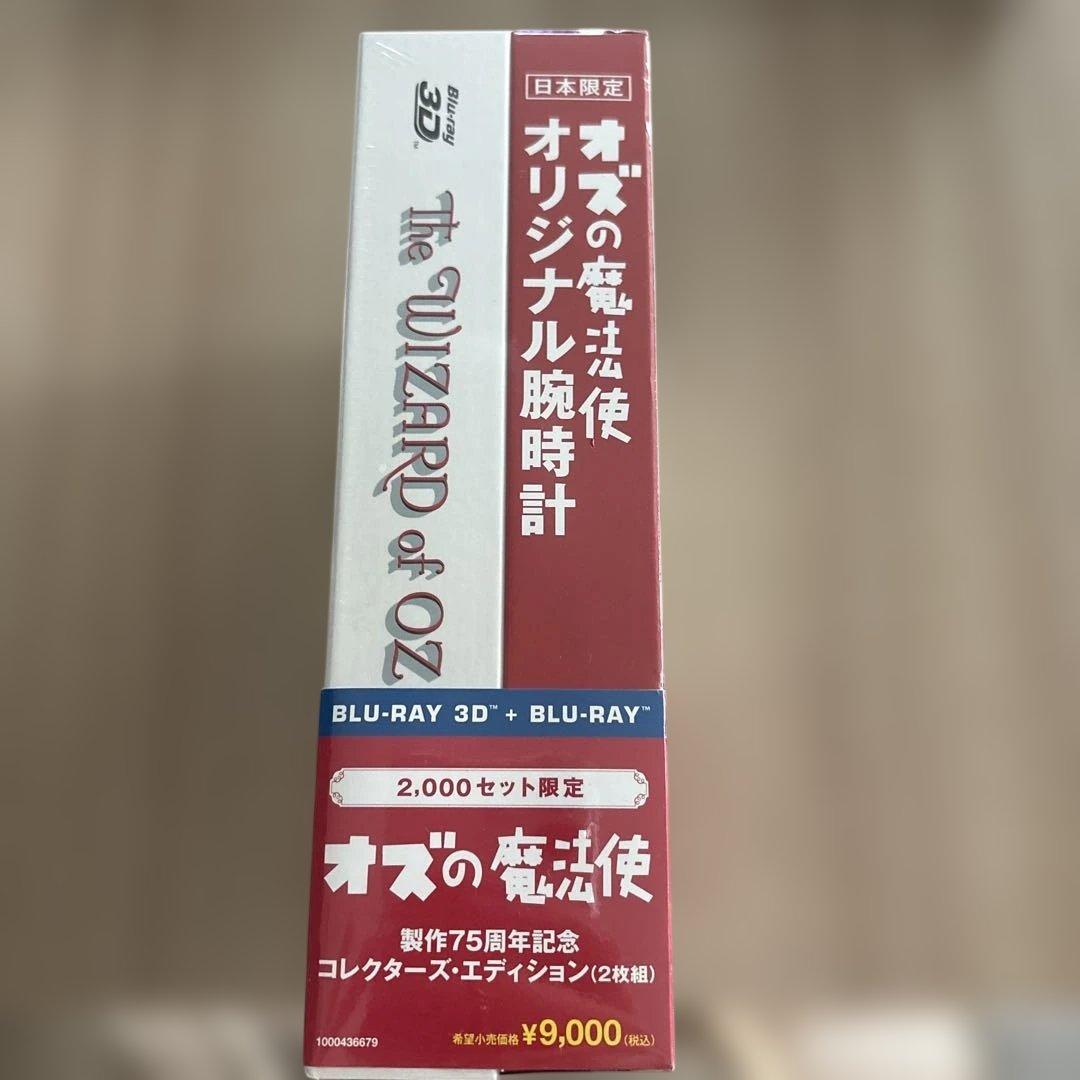 日本限定
オズの魔法使
オリジナル腕時計
Blu-ray
3D™
The WIZARD of OZ
BLU-RAY 3D™ + BLU-RAY™
2,000セット限定
オズの魔法使
製作75周年記念
コレクターズ・エディション(2枚組)
1000436679 希望小売価格 ¥9,000 (税込)